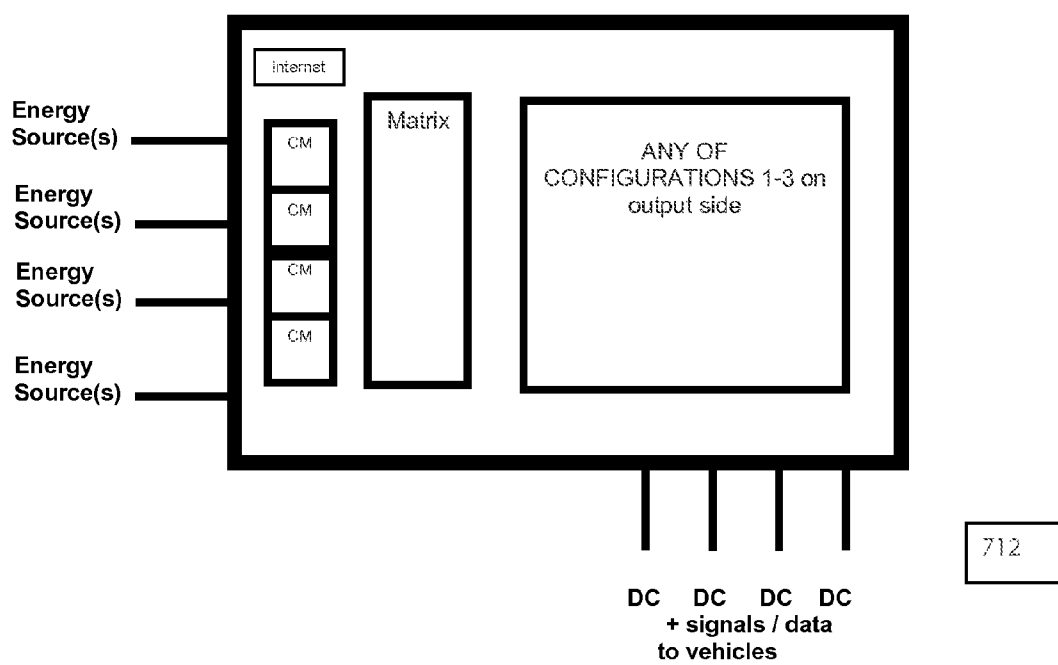 Internet
Energy
Source(s)
CM
Matrix
ANY OF
CONFIGURATIONS 1-3 on
output side
Energy
Source(s)
CM
Energy
Source(s)
CM
Energy
Source(s)
CM
712
DC DC DC DC
+ signals / data
to vehicles